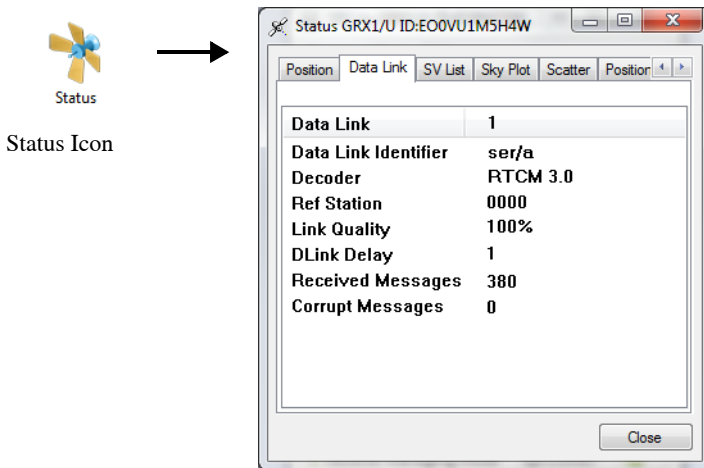 Status
Status Icon
Status GRX1/U ID:EO0VU1M5H4W
Position Data Link SV List Sky Plot Scatter Position
Data Link 1
Data Link Identifier ser/a
Decoder RTCM 3.0
Ref Station 0000
Link Quality 100%
DLink Delay 1
Received Messages 380
Corrupt Messages 0
Close